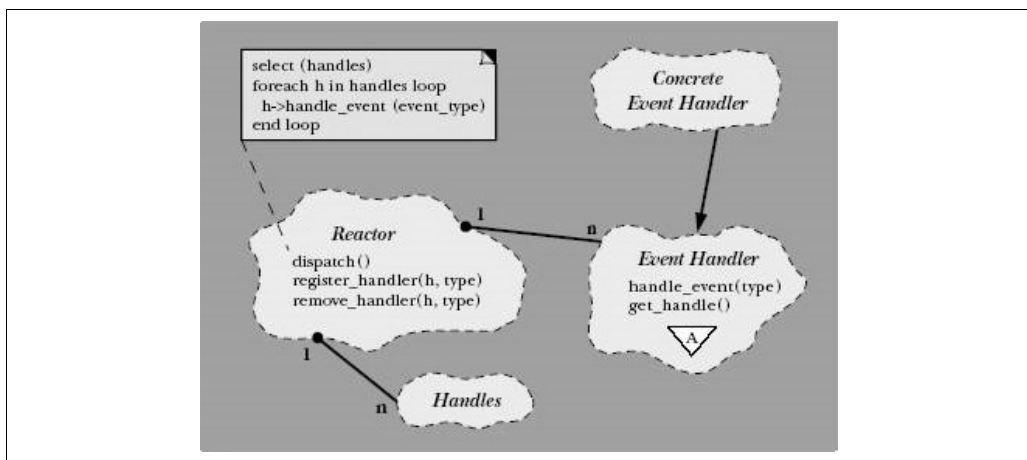 select (handles)
foreach h in handles loop
h->handle_event (event_type)
end loop
Concrete
Event Handler
Reactor
dispatch()
register_handler(h, type)
remove_handler(h, type)
1
n
Event Handler
handle_event(type)
get_handle()
A
1
n
Handles